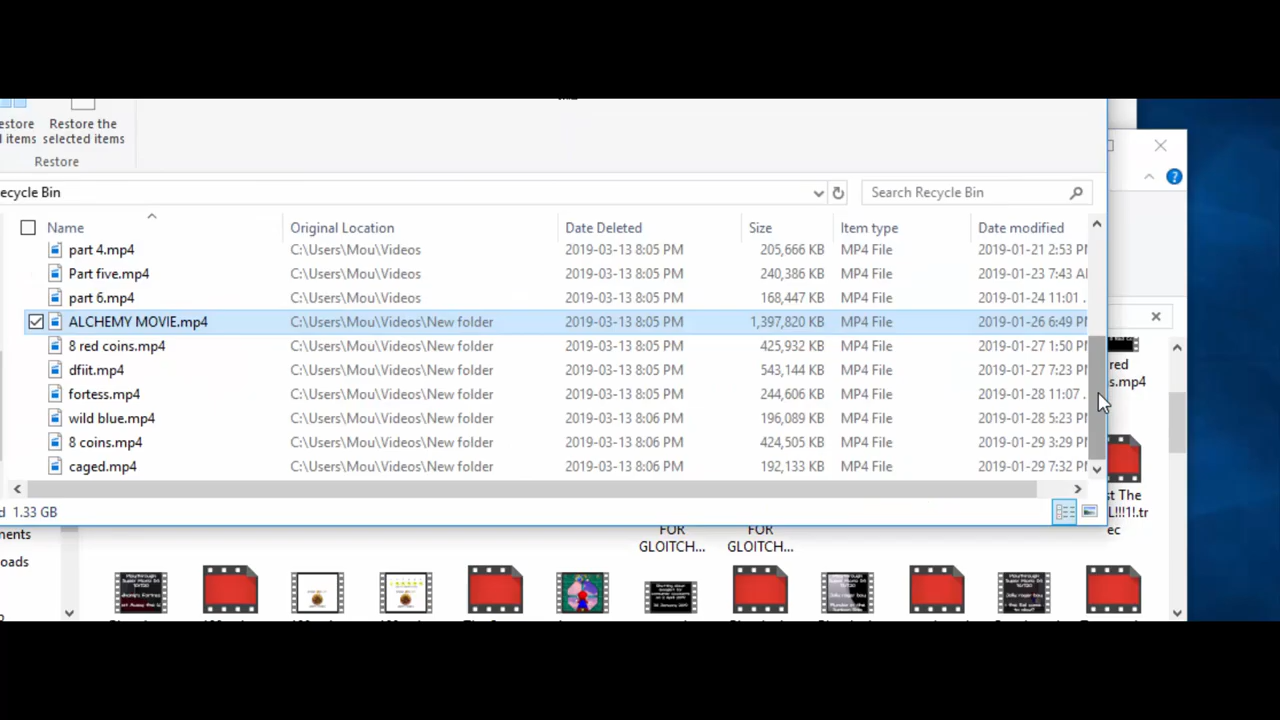 estore Restore the
l items selected items
Restore
ecycle Bin Search Recycle Bin
Name Original Location Date Deleted Size Item type Date modified
part 4.mp4 C:\Users\Mou\Videos 2019-03-13 8:05 PM 205,666 KB MP4 File 2019-01-21 2:53 P
Part five.mp4 C:\Users\Mou\Videos 2019-03-13 8:05 PM 240,386 KB MP4 File 2019-01-23 7:43 A
part 6.mp4 C:\Users\Mou\Videos 2019-03-13 8:05 PM 168,447 KB MP4 File 2019-01-24 11:01 .
ALCHEMY MOVIE.mp4 C:\Users\Mou\Videos\New folder 2019-03-13 8:05 PM 1,397,820 KB MP4 File 2019-01-26 6:49 P
8 red coins.mp4 C:\Users\Mou\Videos\New folder 2019-03-13 8:05 PM 425,932 KB MP4 File 2019-01-27 1:50 P
dfiit.mp4 C:\Users\Mou\Videos\New folder 2019-03-13 8:05 PM 543,144 KB MP4 File 2019-01-27 7:23 P
fortess.mp4 C:\Users\Mou\Videos\New folder 2019-03-13 8:05 PM 244,606 KB MP4 File 2019-01-28 11:07 .
wild blue.mp4 C:\Users\Mou\Videos\New folder 2019-03-13 8:06 PM 196,089 KB MP4 File 2019-01-28 5:23 P
8 coins.mp4 C:\Users\Mou\Videos\New folder 2019-03-13 8:06 PM 424,505 KB MP4 File 2019-01-29 3:29 P
caged.mp4 C:\Users\Mou\Videos\New folder 2019-03-13 8:06 PM 192,133 KB MP4 File 2019-01-29 7:32 P
d 1.33 GB
red
s.mp4
st The
L!!!1!.tr
ec
ments
oads
FOR
GLOITCH...
FOR
GLOITCH...